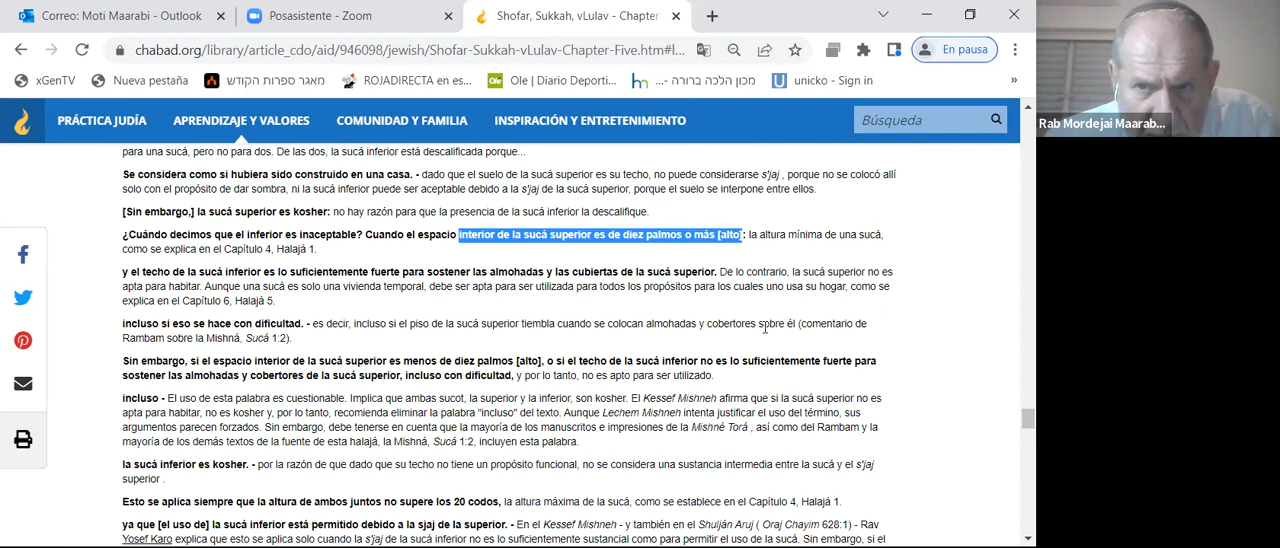 Correo: Moti Maarabi - Outlook
Posasistente - Zoom
Shofar, Sukkah, vLulav - Chapter
chabad.org/library/article_cdo/aid/946098/jewish/Shofar-Sukkah-vLulav-Chapter-Five.htm#l...
En pausa
xGenTV
Nueva pestaña
מאגר ספרות הקודש
ROJADIRECTA en es...
Ole | Diario Deporti...
מכון הלכה ברורה -...
unicko - Sign in
»
PRÁCTICA JUDÍA
APRENDIZAJE Y VALORES
COMUNIDAD Y FAMILIA
INSPIRACIÓN Y ENTRETENIMIENTO
Búsqueda
Rab Mordejai Maarab...
para una sucá, pero no para dos. De las dos, la sucá inferior está descalificada porque...
Se considera como si hubiera sido construido en una casa. - dado que el suelo de la sucá superior es su techo, no puede considerarse s'jaj , porque no se colocó allí
solo con el propósito de dar sombra, ni la sucá inferior puede ser aceptable debido a la s'jaj de la sucá superior, porque el suelo se interpone entre ellos.
[Sin embargo,] la sucá superior es kosher: no hay razón para que la presencia de la sucá inferior la descalifique.
¿Cuándo decimos que el inferior es inaceptable? Cuando el espacio interior de la sucá superior es de diez palmos o más [alto]: la altura mínima de una sucá,
como se explica en el Capítulo 4, Halajá 1.
y el techo de la sucá inferior es lo suficientemente fuerte para sostener las almohadas y las cubiertas de la sucá superior. De lo contrario, la sucá superior no es
apta para habitar. Aunque una sucá es solo una vivienda temporal, debe ser apta para ser utilizada para todos los propósitos para los cuales uno usa su hogar, como se
explica en el Capítulo 6, Halajá 5.
incluso si eso se hace con dificultad. - es decir, incluso si el piso de la sucá superior tiembla cuando se colocan almohadas y cobertores sobre él (comentario de
Rambam sobre la Mishná, Sucá 1:2).
Sin embargo, si el espacio interior de la sucá superior es menos de diez palmos [alto], o si el techo de la sucá inferior no es lo suficientemente fuerte para
sostener las almohadas y cobertores de la sucá superior, incluso con dificultad, y por lo tanto, no es apto para ser utilizado.
incluso - El uso de esta palabra es cuestionable. Implica que ambas sucot, la superior y la inferior, son kosher. El Kessef Mishneh afirma que si la sucá superior no es
apta para habitar, no es kosher y, por lo tanto, recomienda eliminar la palabra "incluso" del texto. Aunque Lechem Mishneh intenta justificar el uso del término, sus
argumentos parecen forzados. Sin embargo, debe tenerse en cuenta que la mayoría de los manuscritos e impresiones de la Mishné Torá , así como del Rambam y la
mayoría de los demás textos de la fuente de esta halajá, la Mishná, Sucá 1:2, incluyen esta palabra.
la sucá inferior es kosher. - por la razón de que dado que su techo no tiene un propósito funcional, no se considera una sustancia intermedia entre la sucá y el s'jaj
superior .
Esto se aplica siempre que la altura de ambos juntos no supere los 20 codos, la altura máxima de la sucá, como se establece en el Capítulo 4, Halajá 1.
ya que [el uso de] la sucá inferior está permitido debido a la sjaj de la superior. - En el Kessef Mishneh - y también en el Shulján Aruj ( Oraj Chayim 628:1) - Rav
Yosef Karo explica que esto se aplica solo cuando la s'jaj de la sucá inferior no es lo suficientemente sustancial como para permitir el uso de la sucá. Sin embargo, si el